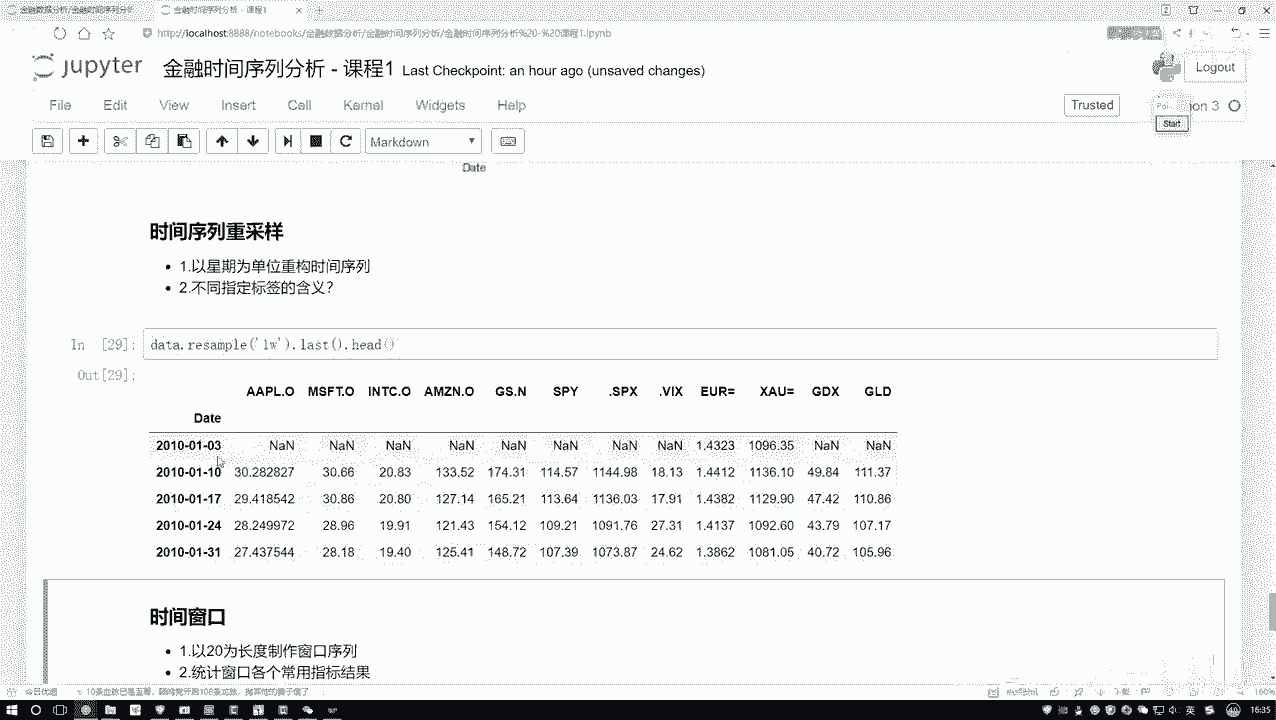 金融数据分析/金融时间序列分析
金融时间序列分析 - 课程1
http://localhost:8888/notebooks/金融数据分析/金融时间序列分析/金融时间序列分析%20-%20课程1.ipynb
jupyter 金融时间序列分析 - 课程1 Last Checkpoint: an hour ago (unsaved changes)
Logout
File Edit View Insert Cell Kernel Widgets Help
Trusted
on 3
Start
Markdown
Date
时间序列重采样
1.以星期为单位重构时间序列
2.不同指定标签的含义?
In [29]: data.resample('1w').last().head()
Out[29]:
AAPL.O MSFT.O INTC.O AMZN.O GS.N SPY .SPX .VIX EUR= XAU= GDX GLD
Date
2010-01-03 NaN NaN NaN NaN NaN NaN NaN NaN 1.4323 1096.35 NaN NaN
2010-01-10 30.282827 30.66 20.83 133.52 174.31 114.57 1144.98 18.13 1.4412 1136.10 49.84 111.37
2010-01-17 29.418542 30.86 20.80 127.14 165.21 113.64 1136.03 17.91 1.4382 1129.90 47.42 110.86
2010-01-24 28.249972 28.96 19.91 121.43 154.12 109.21 1091.76 27.31 1.4137 1092.60 43.79 107.17
2010-01-31 27.437544 28.18 19.40 125.41 148.72 107.39 1073.87 24.62 1.3862 1081.05 40.72 105.96
时间窗口
1.以20为长度制作窗口序列
2.统计窗口各个常用指标结果
今日优选
160%
英
16:35